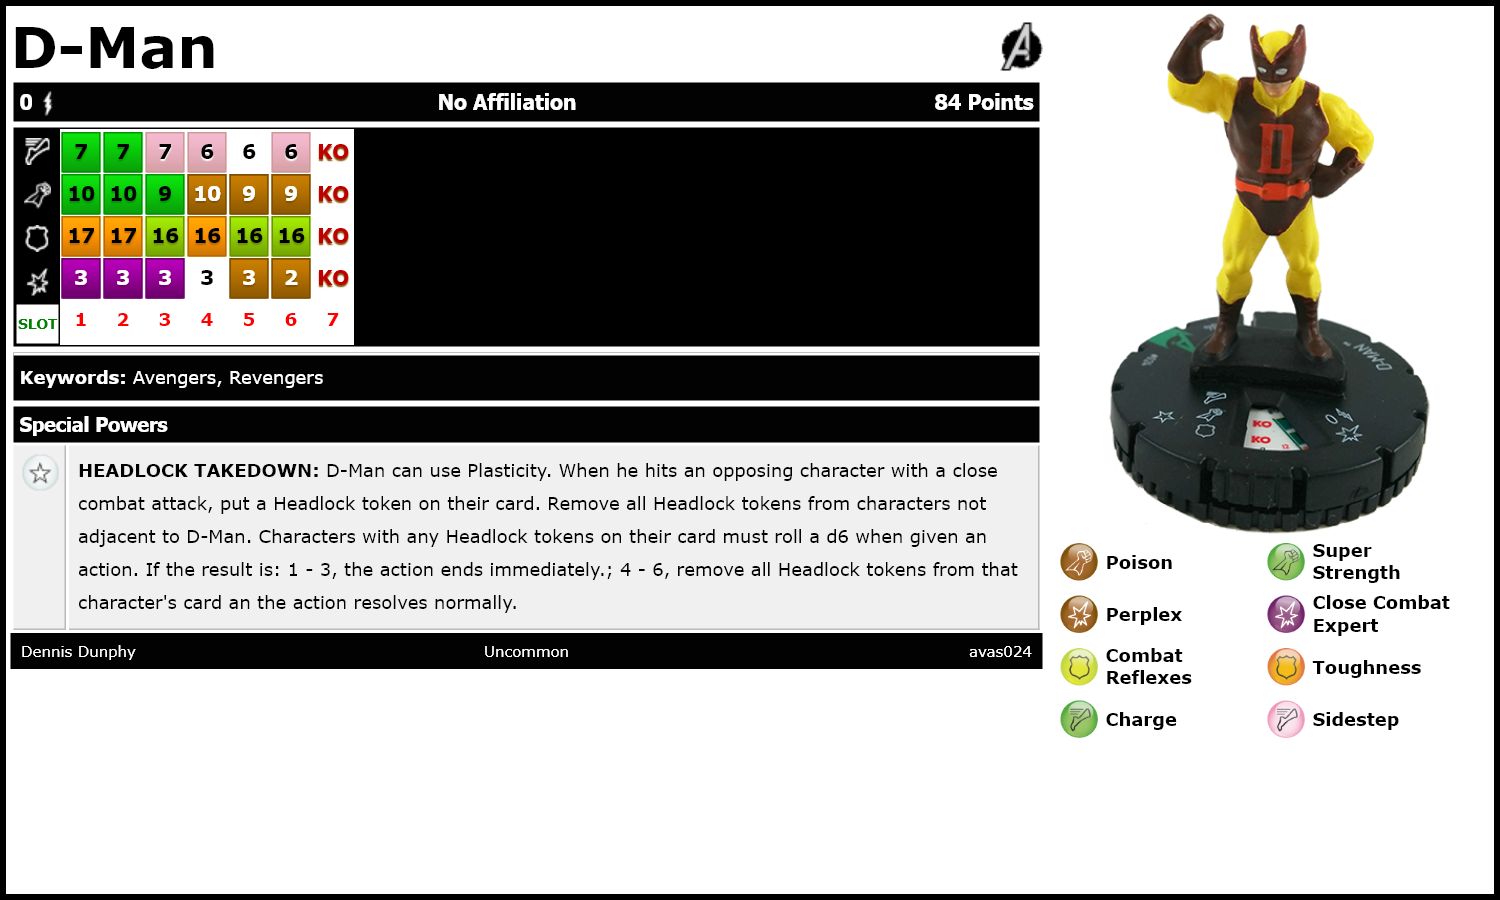 D-Man
0 No Affiliation 84 Points
7 7 7 6 6 6 KO
10 10 9 10 9 9 KO
17 17 16 16 16 16 KO
3 3 3 3 3 2 KO
SLOT 1 2 3 4 5 6 7
Keywords: Avengers, Revengers
Special Powers
HEADLOCK TAKEDOWN: D-Man can use Plasticity. When he hits an opposing character with a close
combat attack, put a Headlock token on their card. Remove all Headlock tokens from characters not
adjacent to D-Man. Characters with any Headlock tokens on their card must roll a d6 when given an
action. If the result is: 1 - 3, the action ends immediately.; 4 - 6, remove all Headlock tokens from that
character's card an the action resolves normally.
Dennis Dunphy Uncommon avas024
D
D-MAN™
KO
KO
12
0
Poison
Super
Strength
Perplex
Close Combat
Expert
Combat
Reflexes
Toughness
Charge
Sidestep